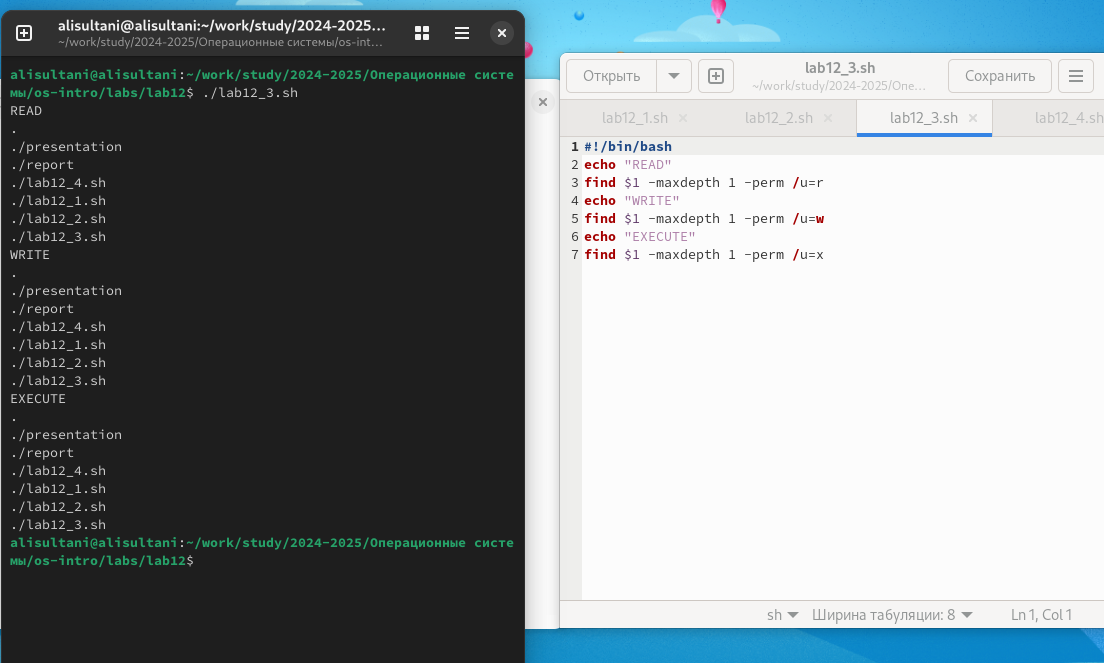 alisultani@alisultani:~/work/study/2024-2025...
~/work/study/2024-2025/Операционные системы/os-int...
alisultani@alisultani:~/work/study/2024-2025/Операционные систе
мы/os-intro/labs/lab12$ ./lab12_3.sh
READ
.
./presentation
./report
./lab12_4.sh
./lab12_1.sh
./lab12_2.sh
./lab12_3.sh
WRITE
.
./presentation
./report
./lab12_4.sh
./lab12_1.sh
./lab12_2.sh
./lab12_3.sh
EXECUTE
.
./presentation
./report
./lab12_4.sh
./lab12_1.sh
./lab12_2.sh
./lab12_3.sh
alisultani@alisultani:~/work/study/2024-2025/Операционные систе
мы/os-intro/labs/lab12$
Открыть
lab12_3.sh
~/work/study/2024-2025/Опе...
Сохранить
lab12_1.sh
lab12_2.sh
lab12_3.sh
lab12_4.sh
1 #!/bin/bash
2 echo "READ"
3 find $1 -maxdepth 1 -perm /u=r
4 echo "WRITE"
5 find $1 -maxdepth 1 -perm /u=w
6 echo "EXECUTE"
7 find $1 -maxdepth 1 -perm /u=x
sh
Ширина табуляции: 8
Ln 1, Col 1